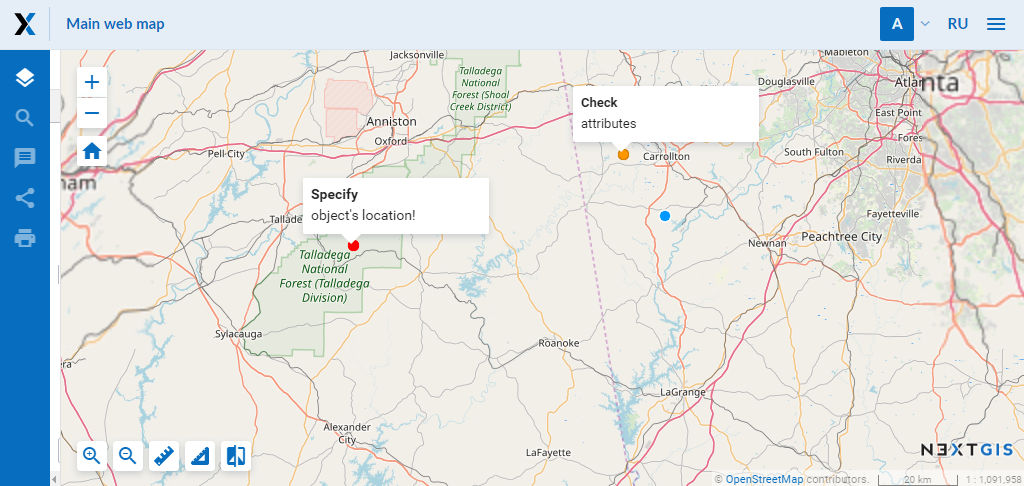 Main web map
A
RU
Jacksonville
Talladega
National
Forest (Shoal
Creek District)
Mableton
Douglasville
Atlanta
East Point
Check
attributes
Anniston
Oxford
Forest
Pell City
Carrollton
South Fulton
Riverda
ham
Specify
object's location!
Tallade
Fayetteville
Peachtree City
Newnan
Talladega
National
Forest (Talladega
Division)
Sylacauga
Roanoke
era
LaGrange
Alexander
City
LaFayette
NEXTGIS
© OpenStreetMap contributors.
20 km
1 : 1,091,958